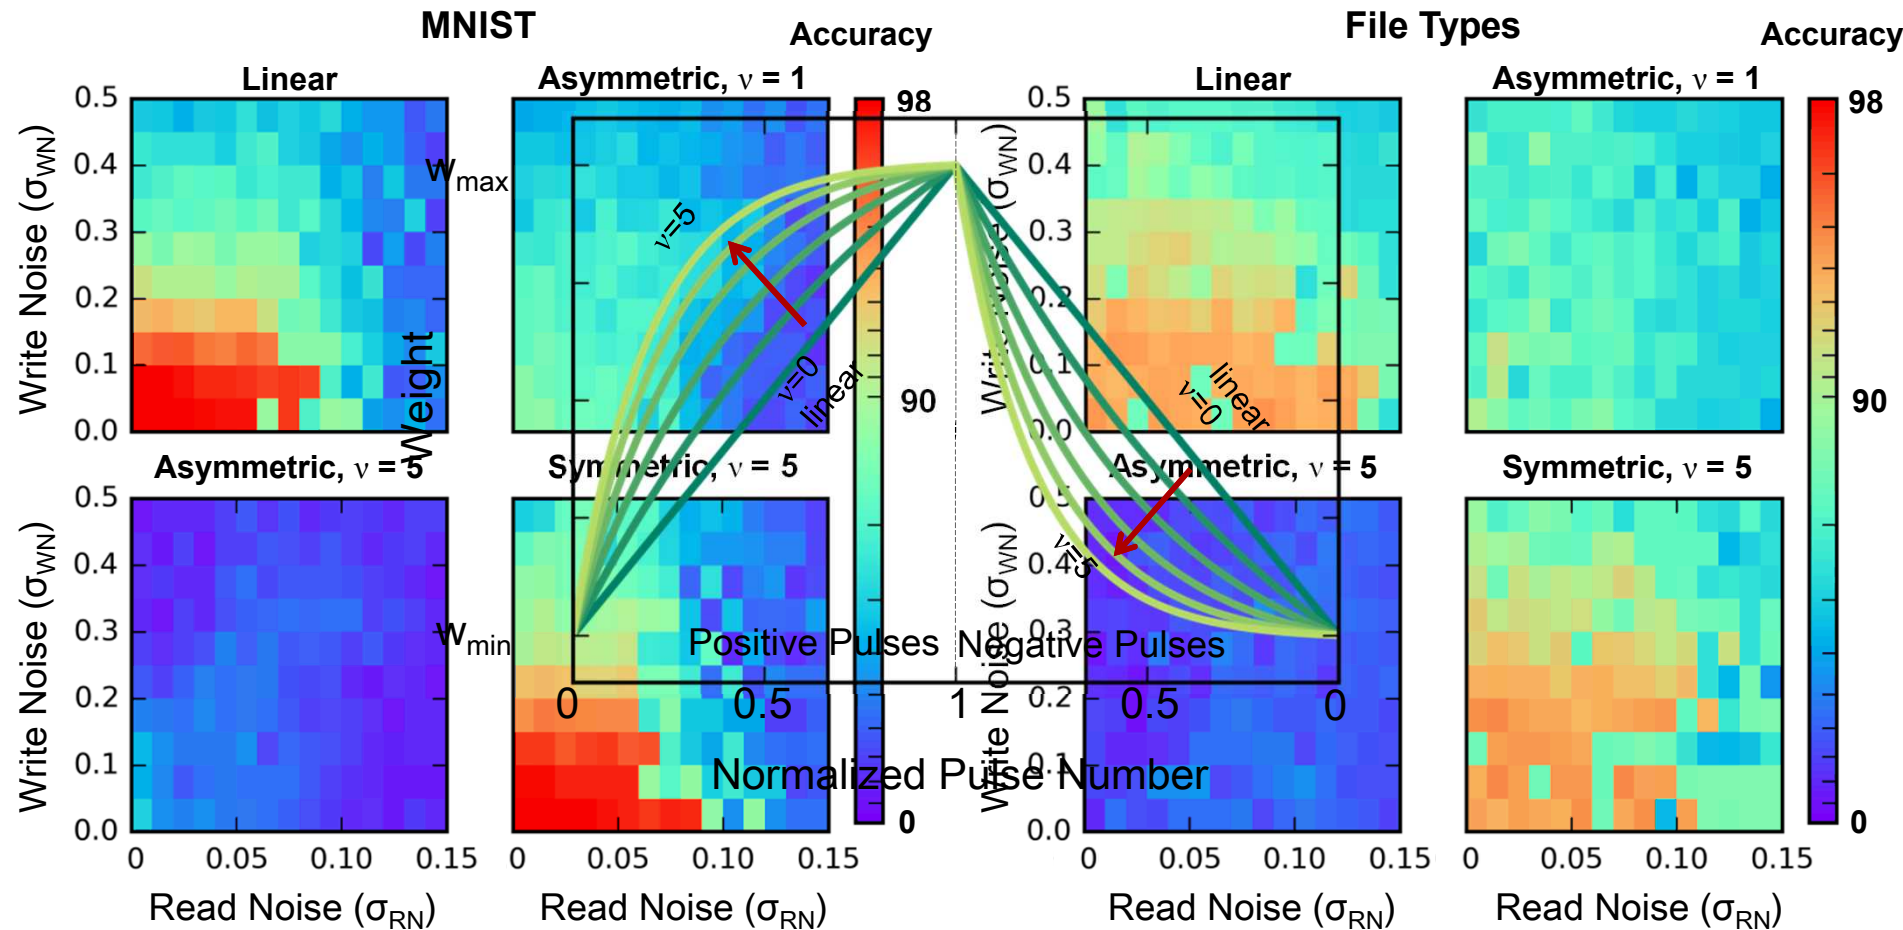 MNIST
File Types
Accuracy
Accuracy
Linear
Asymmetric, ν = 1
Linear
Asymmetric, ν = 1
0.5
0.4
0.3
0.2
0.1
0.0
Write Noise (σWN)
98
90
0
0.5
0.4
0.3
0.2
0.1
0.0
Write Noise (σWN)
98
90
0
Asymmetric, ν = 5
Symmetric, ν = 5
Asymmetric, ν = 5
Symmetric, ν = 5
0.5
0.4
0.3
0.2
0.1
0.0
Write Noise (σWN)
0.5
0.4
0.3
0.2
0.1
0.0
Write Noise (σWN)
0 0.05 0.10 0.15
0 0.05 0.10 0.15
0 0.05 0.10 0.15
0 0.05 0.10 0.15
Read Noise (σRN)
Read Noise (σRN)
Read Noise (σRN)
Read Noise (σRN)
Wmax
Weight
Wmin
ν=5
ν=0
linear
linear
ν=0
ν=5
Positive Pulses
Negative Pulses
0 0.5 1 0.5 0
Normalized Pulse Number